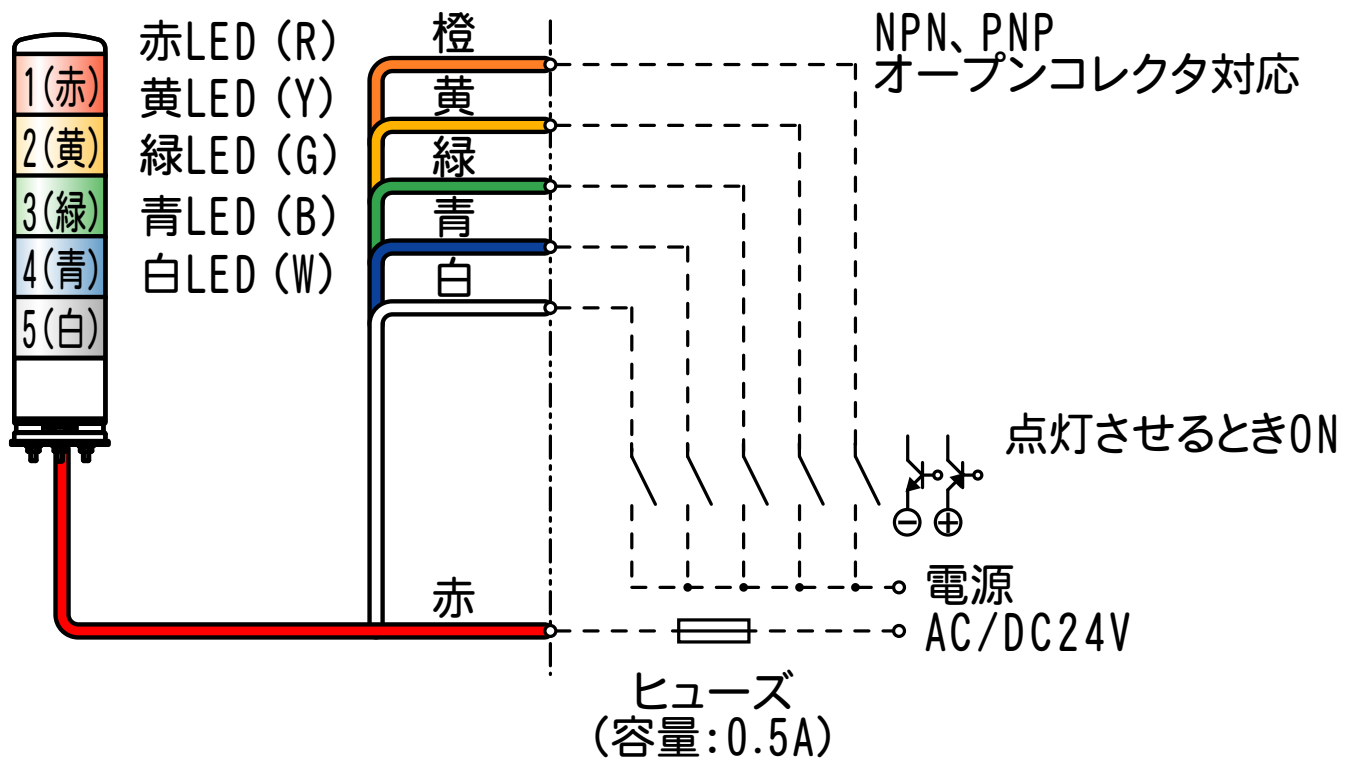 1(赤)
2(黄)
3(緑)
4(青)
5(白)
赤LED (R)
黄LED (Y)
緑LED (G)
青LED (B)
白LED (W)
橙
黄
緑
青
白
赤
NPN、PNP
オープンコレクタ対応
点灯させるときON
電源
AC/DC24V
ヒューズ
(容量:0.5A)